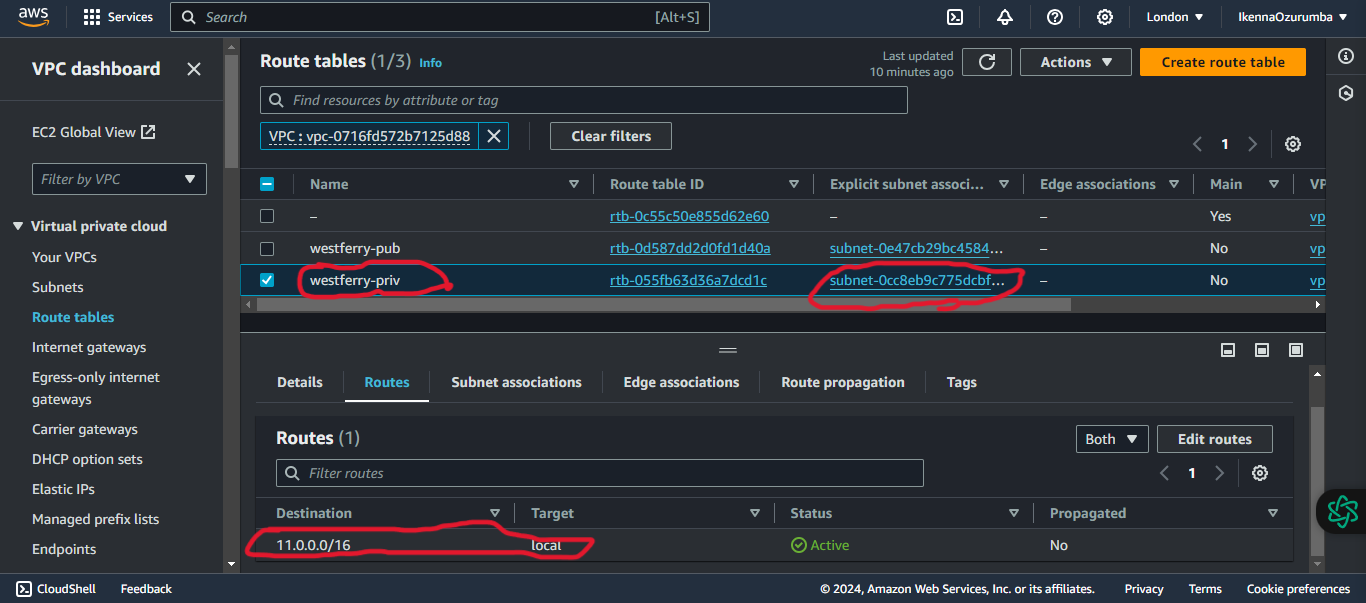 aws Services Search [Alt+S] London IkennaOzurumba
VPC dashboard
EC2 Global View
Filter by VPC
Virtual private cloud
Your VPCs
Subnets
Route tables
Internet gateways
Egress-only internet
gateways
Carrier gateways
DHCP option sets
Elastic IPs
Managed prefix lists
Endpoints
Route tables (1/3) Info
Last updated
10 minutes ago
Actions
Create route table
Find resources by attribute or tag
VPC : vpc-0716fd572b7125d88
Clear filters
1
Name Route table ID Explicit subnet associ... Edge associations Main VP
– rtb-0c55c50e855d62e60 – – Yes vp
westferry-pub rtb-0d587dd2d0fd1d40a subnet-0e47cb29bc4584... – No vp
westferry-priv rtb-055fb63d36a7dcd1c subnet-0cc8eb9c775dcbf... – No vp
Details Routes Subnet associations Edge associations Route propagation Tags
Routes (1)
Both Edit routes
Filter routes
1
Destination Target Status Propagated
11.0.0.0/16 local Active No
CloudShell Feedback © 2024, Amazon Web Services, Inc. or its affiliates. Privacy Terms Cookie preferences